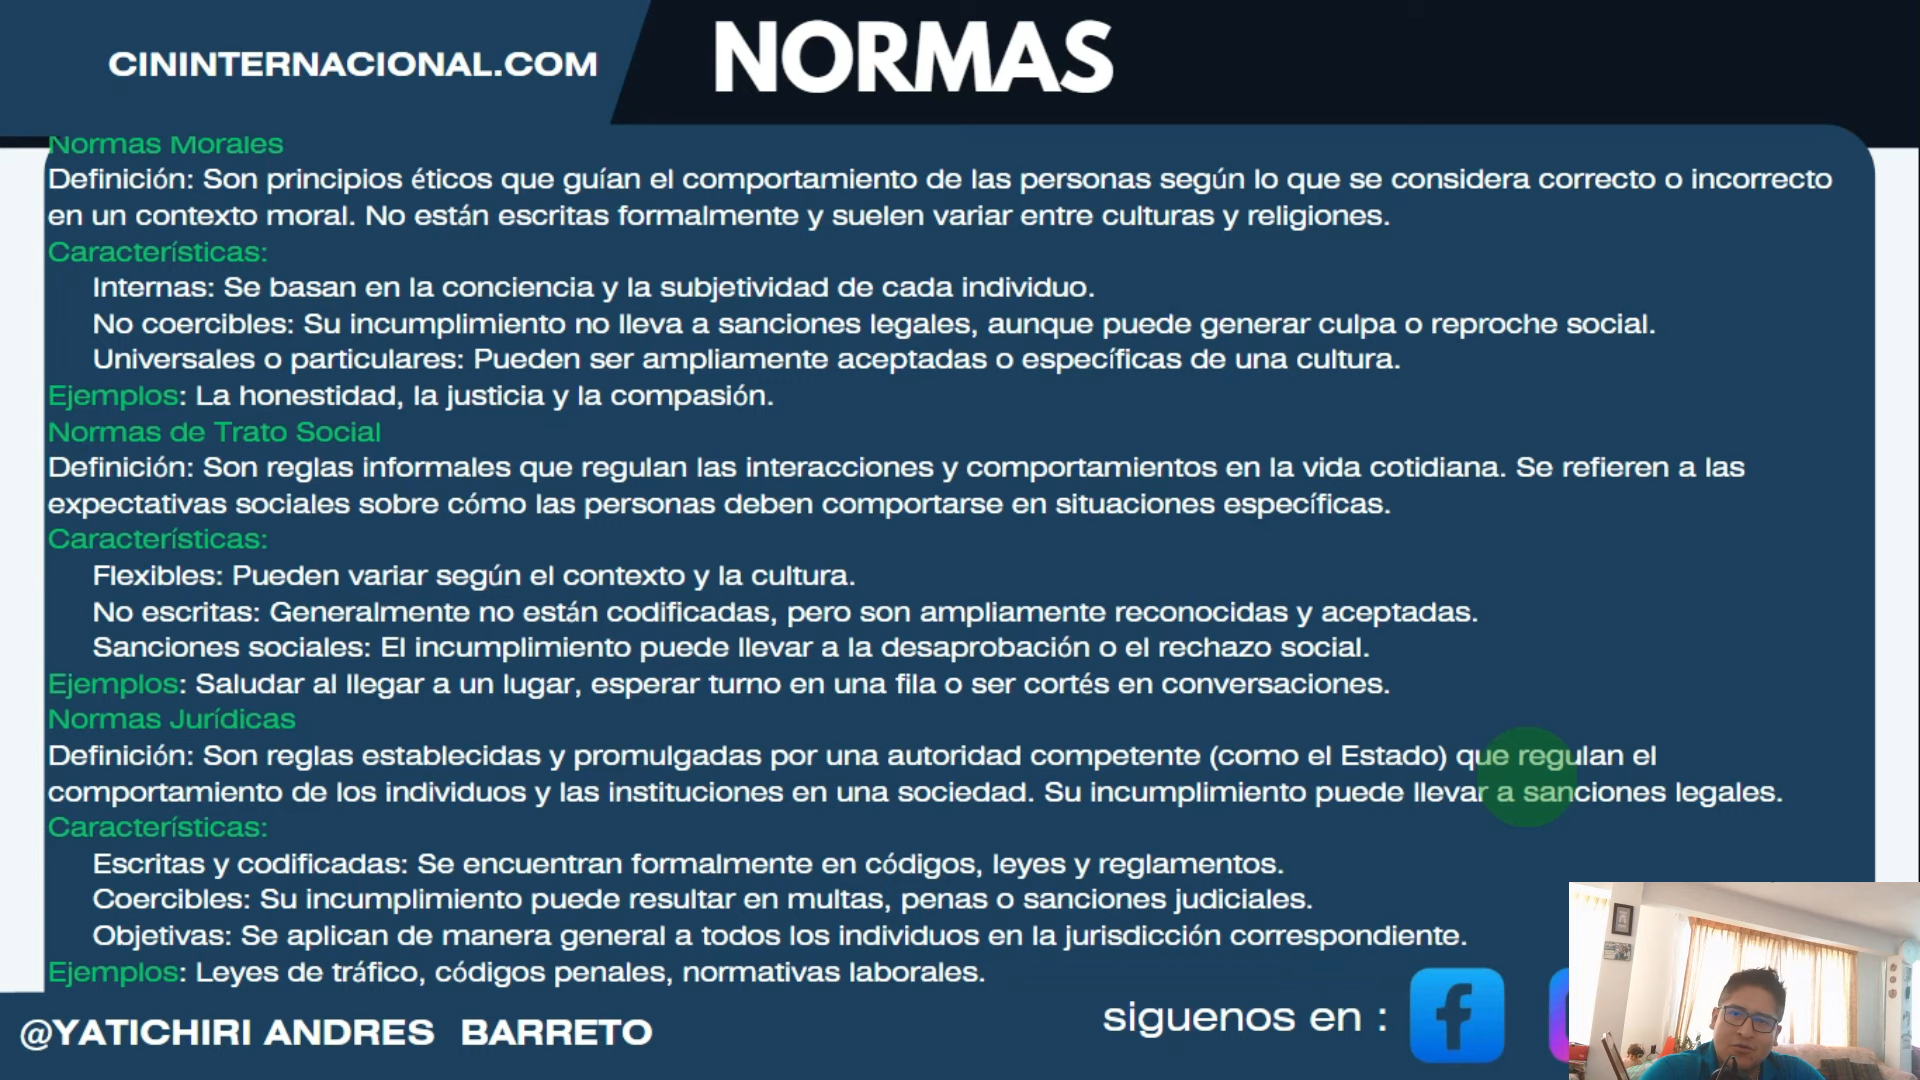 CININTERNACIONAL.COM
NORMAS
Normas Morales
Definición: Son principios éticos que guían el comportamiento de las personas según lo que se considera correcto o incorrecto
en un contexto moral. No están escritas formalmente y suelen variar entre culturas y religiones.
Características:
Internas: Se basan en la conciencia y la subjetividad de cada individuo.
No coercibles: Su incumplimiento no lleva a sanciones legales, aunque puede generar culpa o reproche social.
Universales o particulares: Pueden ser ampliamente aceptadas o específicas de una cultura.
Ejemplos: La honestidad, la justicia y la compasión.
Normas de Trato Social
Definición: Son reglas informales que regulan las interacciones y comportamientos en la vida cotidiana. Se refieren a las
expectativas sociales sobre cómo las personas deben comportarse en situaciones específicas.
Características:
Flexibles: Pueden variar según el contexto y la cultura.
No escritas: Generalmente no están codificadas, pero son ampliamente reconocidas y aceptadas.
Sanciones sociales: El incumplimiento puede llevar a la desaprobación o el rechazo social.
Ejemplos: Saludar al llegar a un lugar, esperar turno en una fila o ser cortés en conversaciones.
Normas Jurídicas
Definición: Son reglas establecidas y promulgadas por una autoridad competente (como el Estado) que regulan el
comportamiento de los individuos y las instituciones en una sociedad. Su incumplimiento puede llevar a sanciones legales.
Características:
Escritas y codificadas: Se encuentran formalmente en códigos, leyes y reglamentos.
Coercibles: Su incumplimiento puede resultar en multas, penas o sanciones judiciales.
Objetivas: Se aplican de manera general a todos los individuos en la jurisdicción correspondiente.
Ejemplos: Leyes de tráfico, códigos penales, normativas laborales.
@YATICHIRI ANDRES BARRETO
siguenos en :